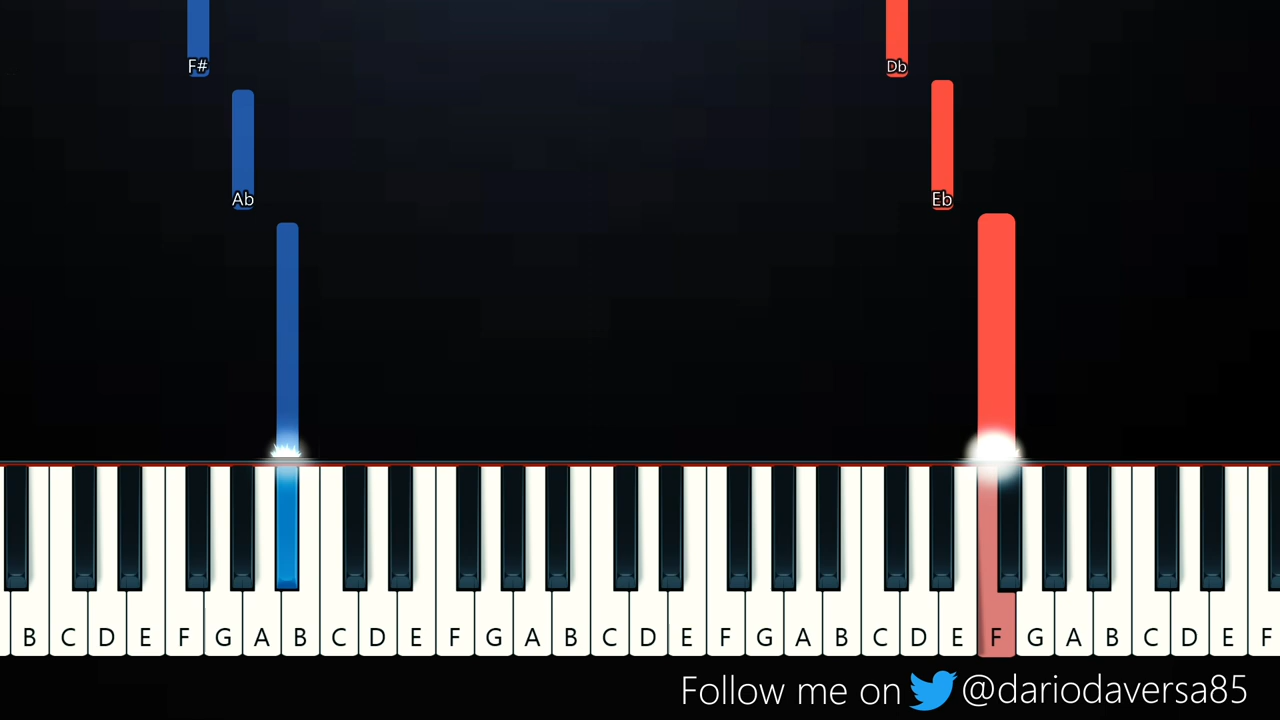 F# Db
Ab Eb
B C D E F G A B C D E F G A B C D E F G A B C D E F G A B C D E F
Follow me on @dariodaversa85